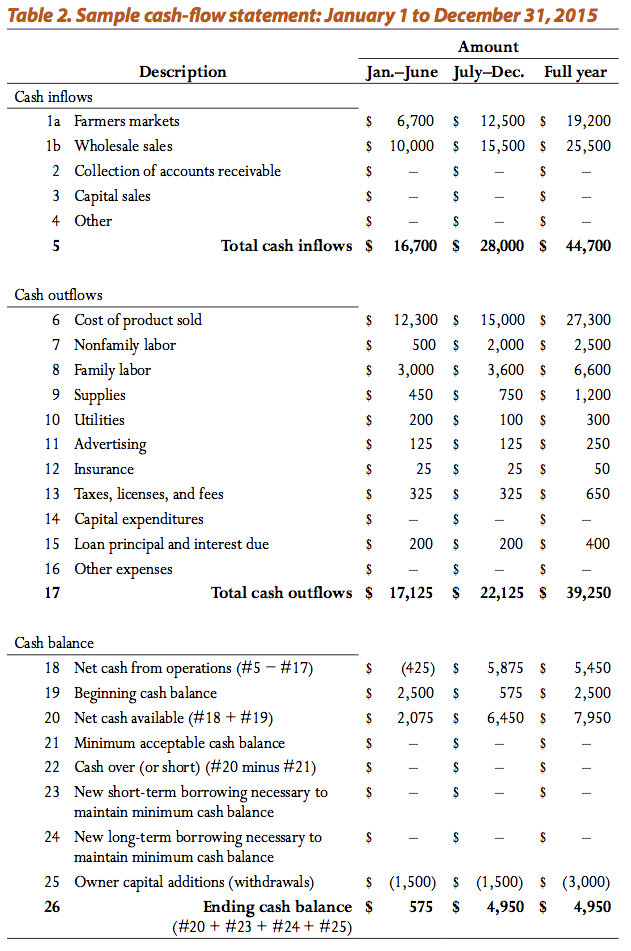 Table 2. Sample cash-flow statement: January 1 to December 31, 2015
Amount
Description Jan.–June July–Dec. Full year
Cash inflows
1a Farmers markets $ 6,700 $ 12,500 $ 19,200
1b Wholesale sales $ 10,000 $ 15,500 $ 25,500
2 Collection of accounts receivable $ – $ – $ –
3 Capital sales $ – $ – $ –
4 Other $ – $ – $ –
5 Total cash inflows $ 16,700 $ 28,000 $ 44,700
Cash outflows
6 Cost of product sold $ 12,300 $ 15,000 $ 27,300
7 Nonfamily labor $ 500 $ 2,000 $ 2,500
8 Family labor $ 3,000 $ 3,600 $ 6,600
9 Supplies $ 450 $ 750 $ 1,200
10 Utilities $ 200 $ 100 $ 300
11 Advertising $ 125 $ 125 $ 250
12 Insurance $ 25 $ 25 $ 50
13 Taxes, licenses, and fees $ 325 $ 325 $ 650
14 Capital expenditures $ – $ – $ –
15 Loan principal and interest due $ 200 $ 200 $ 400
16 Other expenses $ – $ – $ –
17 Total cash outflows $ 17,125 $ 22,125 $ 39,250
Cash balance
18 Net cash from operations (#5 – #17) $ (425) $ 5,875 $ 5,450
19 Beginning cash balance $ 2,500 $ 575 $ 2,500
20 Net cash available (#18 + #19) $ 2,075 $ 6,450 $ 7,950
21 Minimum acceptable cash balance $ – $ – $ –
22 Cash over (or short) (#20 minus #21) $ – $ – $ –
23 New short-term borrowing necessary to $ – $ – $ –
maintain minimum cash balance
24 New long-term borrowing necessary to $ – $ – $ –
maintain minimum cash balance
25 Owner capital additions (withdrawals) $ (1,500) $ (1,500) $ (3,000)
26 Ending cash balance $ 575 $ 4,950 $ 4,950
(#20 + #23 + #24 + #25)